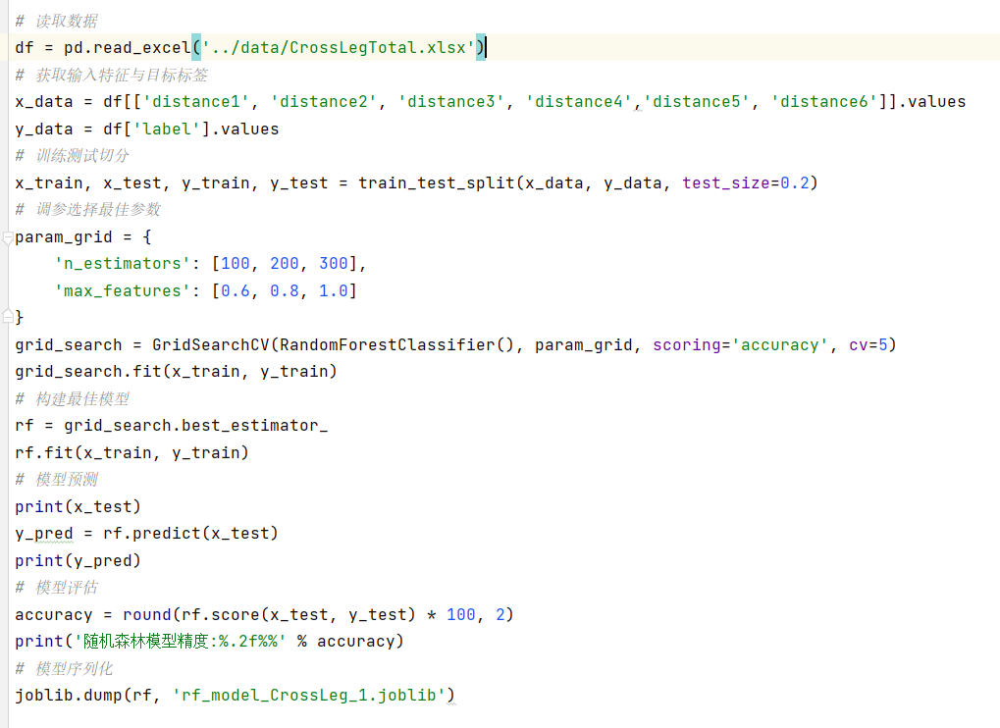 # 读取数据
df = pd.read_excel('../data/CrossLegTotal.xlsx')
# 获取输入特征与目标标签
x_data = df[['distance1', 'distance2', 'distance3', 'distance4','distance5', 'distance6']].values
y_data = df['label'].values
# 训练测试切分
x_train, x_test, y_train, y_test = train_test_split(x_data, y_data, test_size=0.2)
# 调参选择最佳参数
param_grid = {
    'n_estimators': [100, 200, 300],
    'max_features': [0.6, 0.8, 1.0]
}
grid_search = GridSearchCV(RandomForestClassifier(), param_grid, scoring='accuracy', cv=5)
grid_search.fit(x_train, y_train)
# 构建最佳模型
rf = grid_search.best_estimator_
rf.fit(x_train, y_train)
# 模型预测
print(x_test)
y_pred = rf.predict(x_test)
print(y_pred)
# 模型评估
accuracy = round(rf.score(x_test, y_test) * 100, 2)
print('随机森林模型精度:%.2f%%' % accuracy)
# 模型序列化
joblib.dump(rf, 'rf_model_CrossLeg_1.joblib')